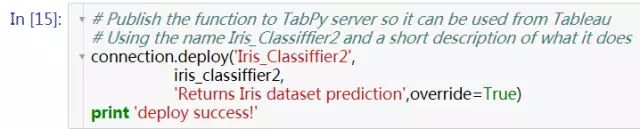 In [15]:
# Publish the function to TabPy server so it can be used from Tableau
# Using the name Iris_Classiffier2 and a short description of what it does
connection.deploy('Iris_Classiffier2',
iris_classiffier2,
'Returns Iris dataset prediction',override=True)
print 'deploy success!'